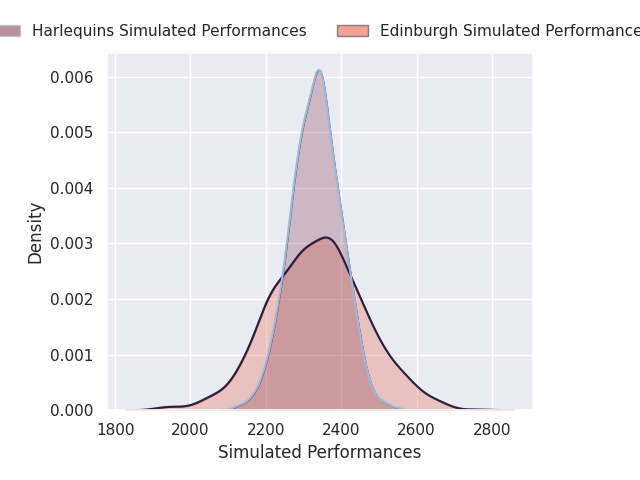 Harlequins Simulated Performances Edinburgh Simulated Performance
0.006
0.005
0.004
0.003
0.002
0.001
0.000
Density
1800 2000 2200 2400 2600 2800
Simulated Performances